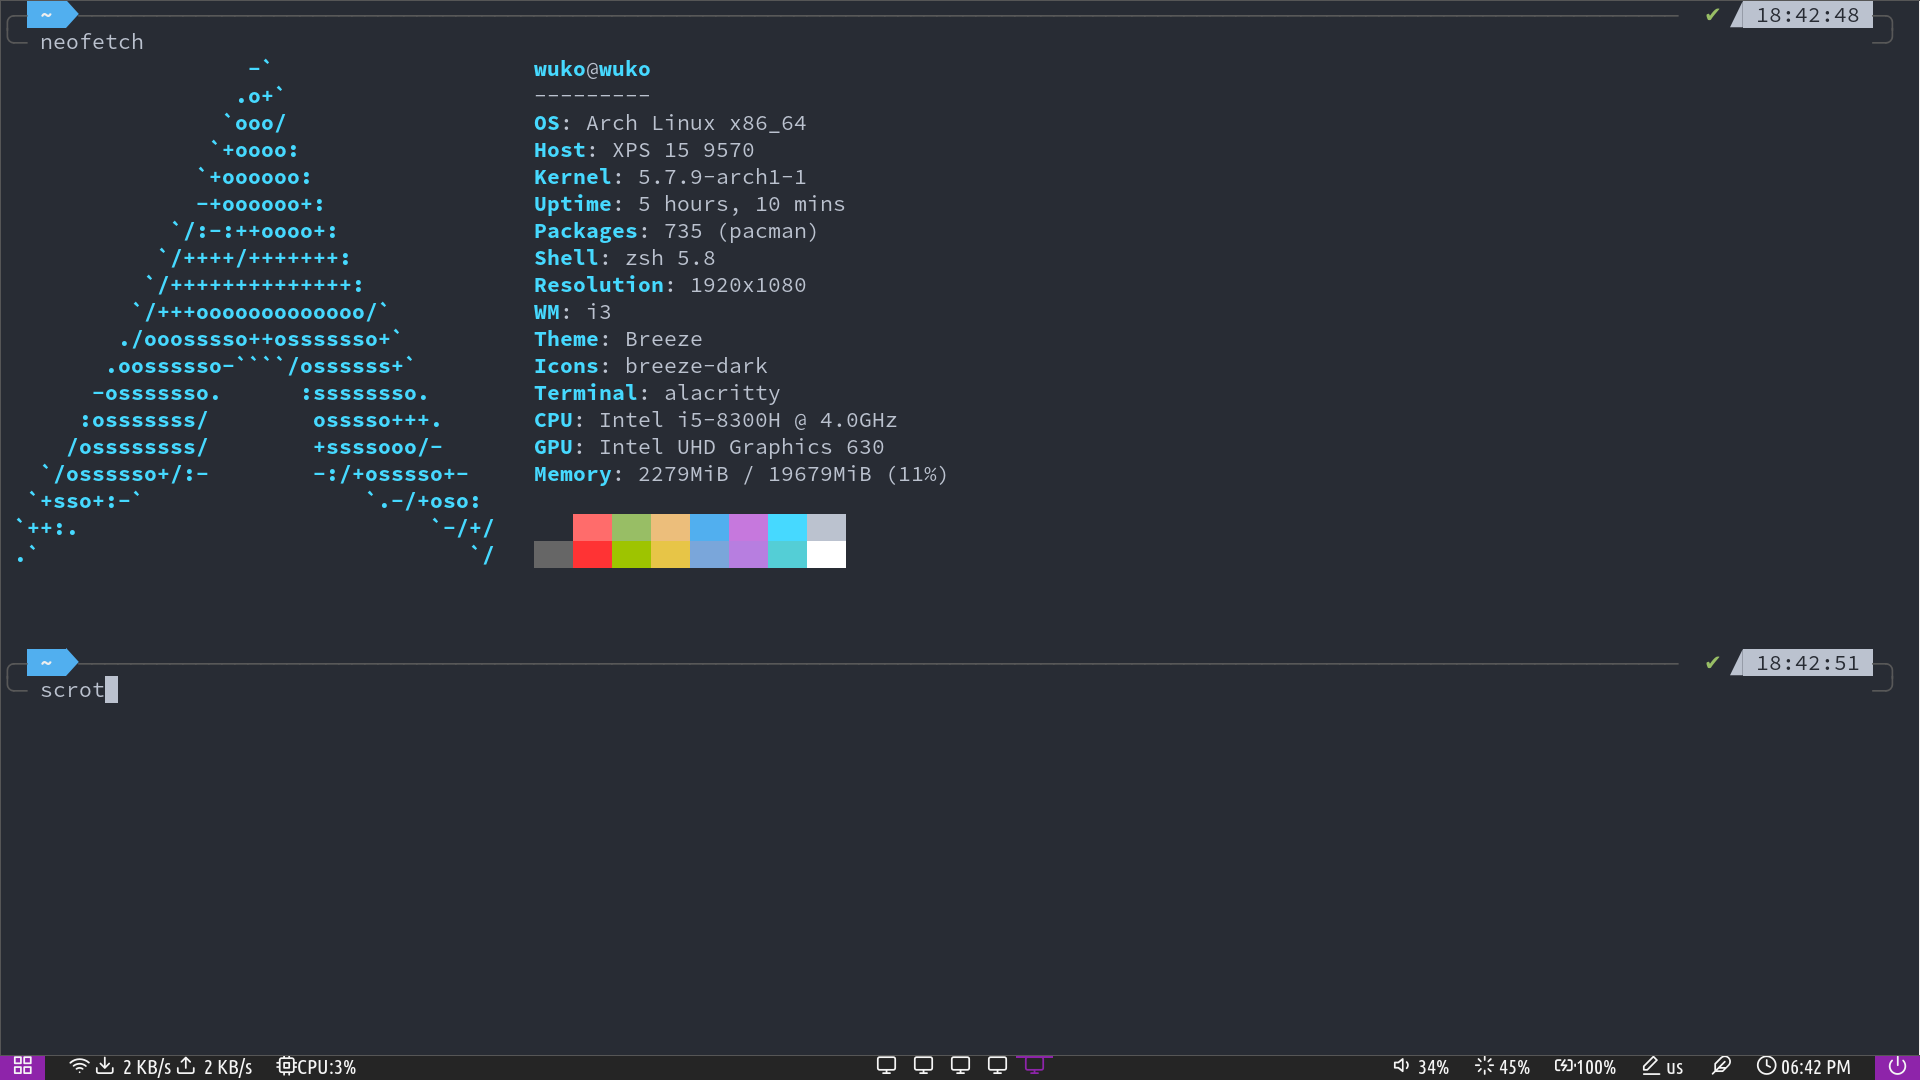 ~ ✔ 18:42:48
neofetch
-` wuko@wuko
.o+` ---------
`ooo/ OS: Arch Linux x86_64
`+oooo: Host: XPS 15 9570
`+oooooo: Kernel: 5.7.9-arch1-1
-+oooooo+: Uptime: 5 hours, 10 mins
`/:-:++oooo+: Packages: 735 (pacman)
`/++++/+++++++: Shell: zsh 5.8
`/++++++++++++++: Resolution: 1920x1080
`/+++ooooooooooooo/` WM: i3
./ooosssso++osssssso+` Theme: Breeze
.oossssso-````/ossssss+` Icons: breeze-dark
-osssssso. :ssssssso. Terminal: alacritty
:osssssss/ osssso+++. CPU: Intel i5-8300H @ 4.0GHz
/ossssssss/ +ssssooo/- GPU: Intel UHD Graphics 630
`/ossssso+/:- -:/+osssso+- Memory: 2279MiB / 19679MiB (11%)
`+sso+:-` `.-/+oso:
`++:. `-/+/
.` `/
~ ✔ 18:42:51
scrot
2 KB/s 2 KB/s CPU:3% 34% 45% 100% us 06:42 PM